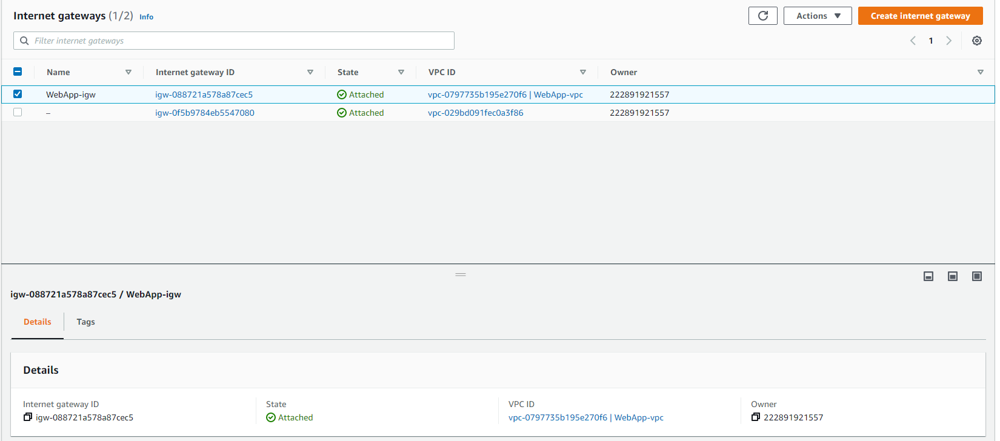 Internet gateways (1/2) Info
Actions
Create internet gateway
Filter internet gateways
1
Name Internet gateway ID State VPC ID Owner
WebApp-igw igw-088721a578a87cec5 Attached vpc-0797735b195e270f6 | WebApp-vpc 222891921557
– igw-0f5b9784eb5547080 Attached vpc-029bd091fec0a3f86 222891921557
igw-088721a578a87cec5 / WebApp-igw
Details Tags
Details
Internet gateway ID State VPC ID Owner
igw-088721a578a87cec5 Attached vpc-0797735b195e270f6 | WebApp-vpc 222891921557